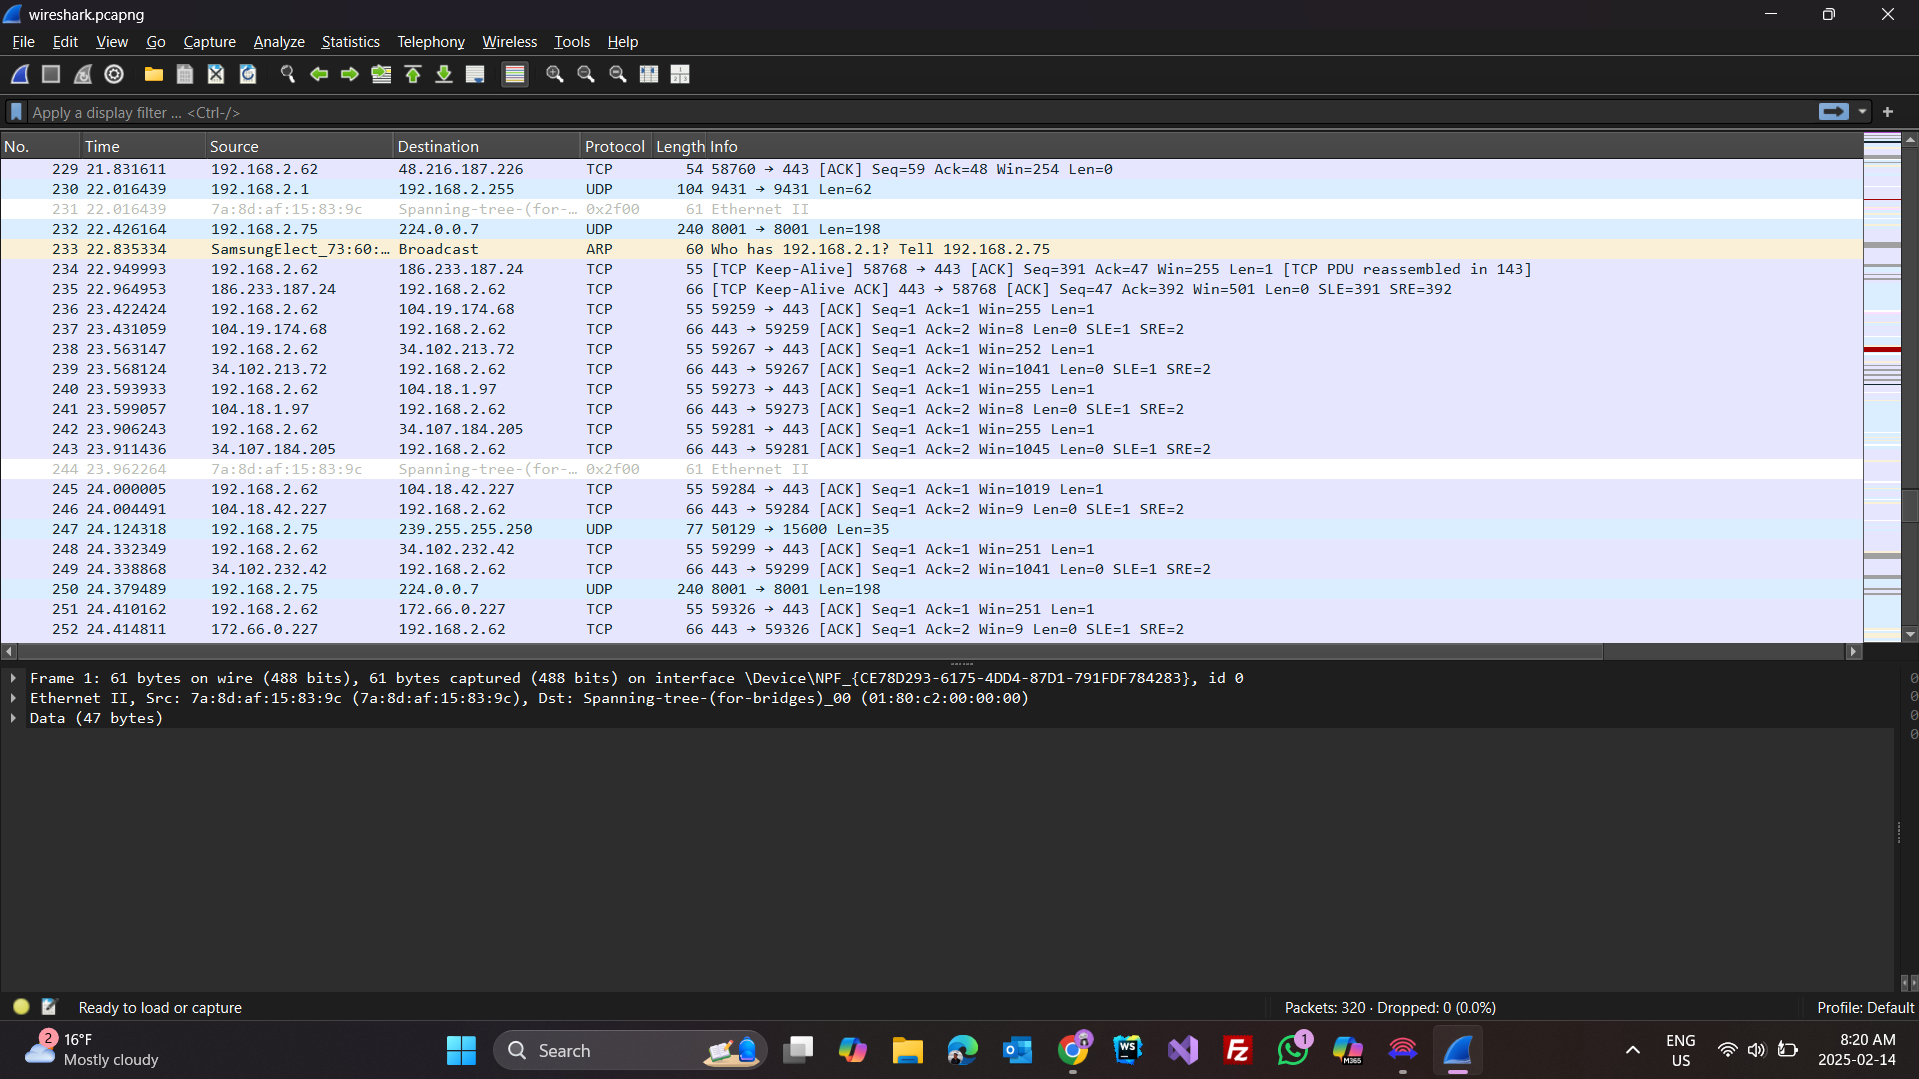 wireshark.pcapng
File Edit View Go Capture Analyze Statistics Telephony Wireless Tools Help
Apply a display filter ... <Ctrl-/>
No. Time Source Destination Protocol Length Info
229 21.831611 192.168.2.62 48.216.187.226 TCP 54 58760 → 443 [ACK] Seq=59 Ack=48 Win=254 Len=0
230 22.016439 192.168.2.1 192.168.2.255 UDP 104 9431 → 9431 Len=62
231 22.016439 7a:8d:af:15:83:9c Spanning-tree-(for-… 0x2f00 61 Ethernet II
232 22.426164 192.168.2.75 224.0.0.7 UDP 240 8001 → 8001 Len=198
233 22.835334 SamsungElect_73:60:… Broadcast ARP 60 Who has 192.168.2.1? Tell 192.168.2.75
234 22.949993 192.168.2.62 186.233.187.24 TCP 55 [TCP Keep-Alive] 58768 → 443 [ACK] Seq=391 Ack=47 Win=255 Len=1 [TCP PDU reassembled in 143]
235 22.964953 186.233.187.24 192.168.2.62 TCP 66 [TCP Keep-Alive ACK] 443 → 58768 [ACK] Seq=47 Ack=392 Win=501 Len=0 SLE=391 SRE=392
236 23.422424 192.168.2.62 104.19.174.68 TCP 55 59259 → 443 [ACK] Seq=1 Ack=1 Win=255 Len=1
237 23.431059 104.19.174.68 192.168.2.62 TCP 66 443 → 59259 [ACK] Seq=1 Ack=2 Win=8 Len=0 SLE=1 SRE=2
238 23.563147 192.168.2.62 34.102.213.72 TCP 55 59267 → 443 [ACK] Seq=1 Ack=1 Win=252 Len=1
239 23.568124 34.102.213.72 192.168.2.62 TCP 66 443 → 59267 [ACK] Seq=1 Ack=2 Win=1041 Len=0 SLE=1 SRE=2
240 23.593933 192.168.2.62 104.18.1.97 TCP 55 59273 → 443 [ACK] Seq=1 Ack=1 Win=255 Len=1
241 23.599057 104.18.1.97 192.168.2.62 TCP 66 443 → 59273 [ACK] Seq=1 Ack=2 Win=8 Len=0 SLE=1 SRE=2
242 23.906243 192.168.2.62 34.107.184.205 TCP 55 59281 → 443 [ACK] Seq=1 Ack=1 Win=255 Len=1
243 23.911436 34.107.184.205 192.168.2.62 TCP 66 443 → 59281 [ACK] Seq=1 Ack=2 Win=1045 Len=0 SLE=1 SRE=2
244 23.962264 7a:8d:af:15:83:9c Spanning-tree-(for-… 0x2f00 61 Ethernet II
245 24.000005 192.168.2.62 104.18.42.227 TCP 55 59284 → 443 [ACK] Seq=1 Ack=1 Win=1019 Len=1
246 24.004491 104.18.42.227 192.168.2.62 TCP 66 443 → 59284 [ACK] Seq=1 Ack=2 Win=9 Len=0 SLE=1 SRE=2
247 24.124318 192.168.2.75 239.255.255.250 UDP 77 50129 → 15600 Len=35
248 24.332349 192.168.2.62 34.102.232.42 TCP 55 59299 → 443 [ACK] Seq=1 Ack=1 Win=251 Len=1
249 24.338868 34.102.232.42 192.168.2.62 TCP 66 443 → 59299 [ACK] Seq=1 Ack=2 Win=1041 Len=0 SLE=1 SRE=2
250 24.379489 192.168.2.75 224.0.0.7 UDP 240 8001 → 8001 Len=198
251 24.410162 192.168.2.62 172.66.0.227 TCP 55 59326 → 443 [ACK] Seq=1 Ack=1 Win=251 Len=1
252 24.414811 172.66.0.227 192.168.2.62 TCP 66 443 → 59326 [ACK] Seq=1 Ack=2 Win=9 Len=0 SLE=1 SRE=2
Frame 1: 61 bytes on wire (488 bits), 61 bytes captured (488 bits) on interface \Device\NPF_{CE78D293-6175-4DD4-87D1-791FDF784283}, id 0
Ethernet II, Src: 7a:8d:af:15:83:9c (7a:8d:af:15:83:9c), Dst: Spanning-tree-(for-bridges)_00 (01:80:c2:00:00:00)
Data (47 bytes)
0
0
0
0
Ready to load or capture Packets: 320 · Dropped: 0 (0.0%) Profile: Default
2
16°F
Mostly cloudy
Search
WS
FZ
1
M365
ENG
US
8:20 AM
2025-02-14